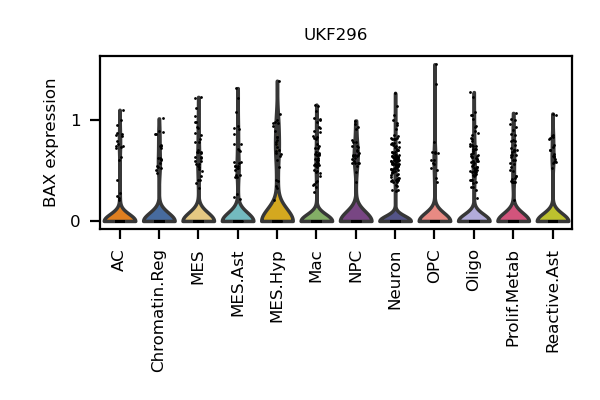 UKF296
BAX expression
1
0
AC
Chromatin.Reg
MES
MES.Ast
MES.Hyp
Mac
NPC
Neuron
OPC
Oligo
Prolif.Metab
Reactive.Ast